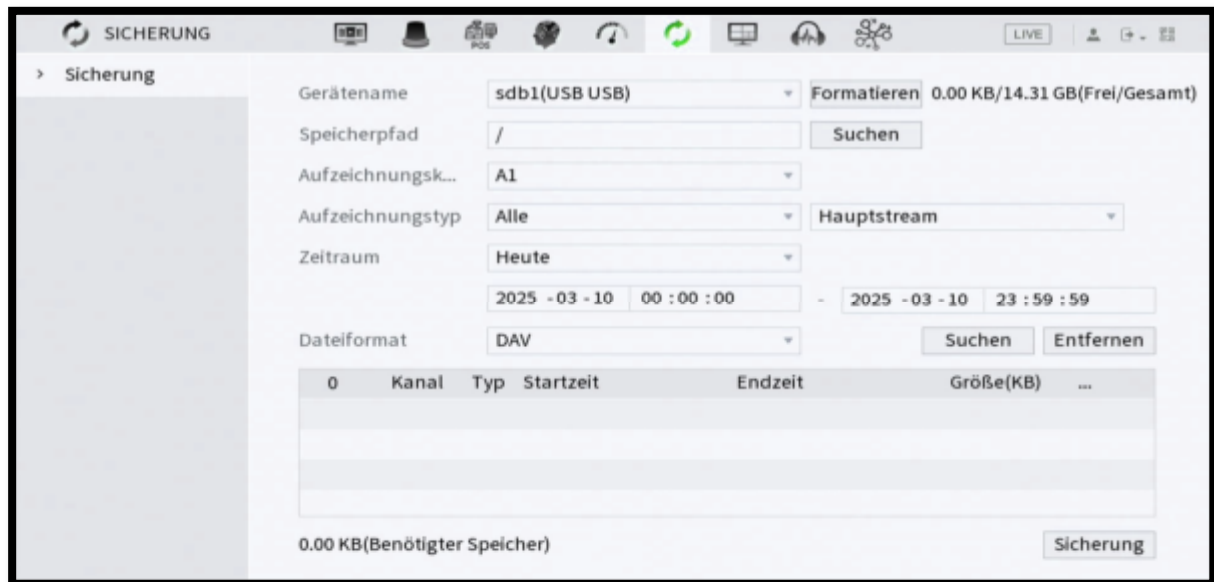 SICHERUNG
POS
LIVE
> Sicherung
Gerätename sdb1(USB USB) Formatieren 0.00 KB/14.31 GB(Frei/Gesamt)
Speicherpfad / Suchen
Aufzeichnungsk... A1
Aufzeichnungstyp Alle Hauptstream
Zeitraum Heute
2025 -03 -10 00 :00 :00 - 2025 -03 -10 23 :59 :59
Dateiformat DAV Suchen Entfernen
0 Kanal Typ Startzeit Endzeit Größe(KB) ...
0.00 KB(Benötigter Speicher) Sicherung